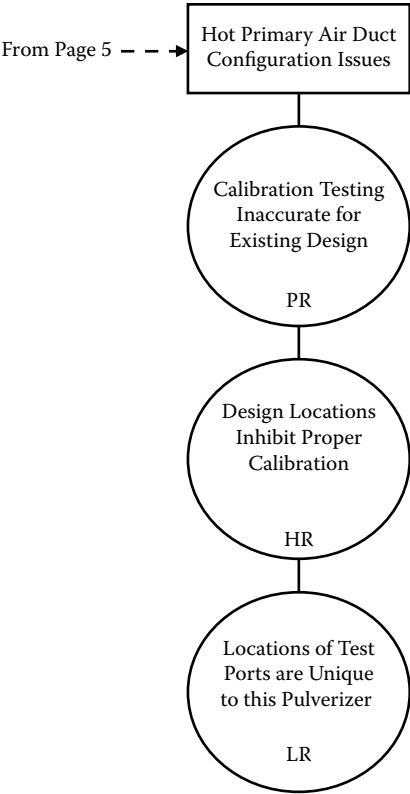 From Page 5
Hot Primary Air Duct
Configuration Issues
Calibration Testing
Inaccurate for
Existing Design
PR
Design Locations
Inhibit Proper
Calibration
HR
Locations of Test
Ports are Unique
to this Pulverizer
LR